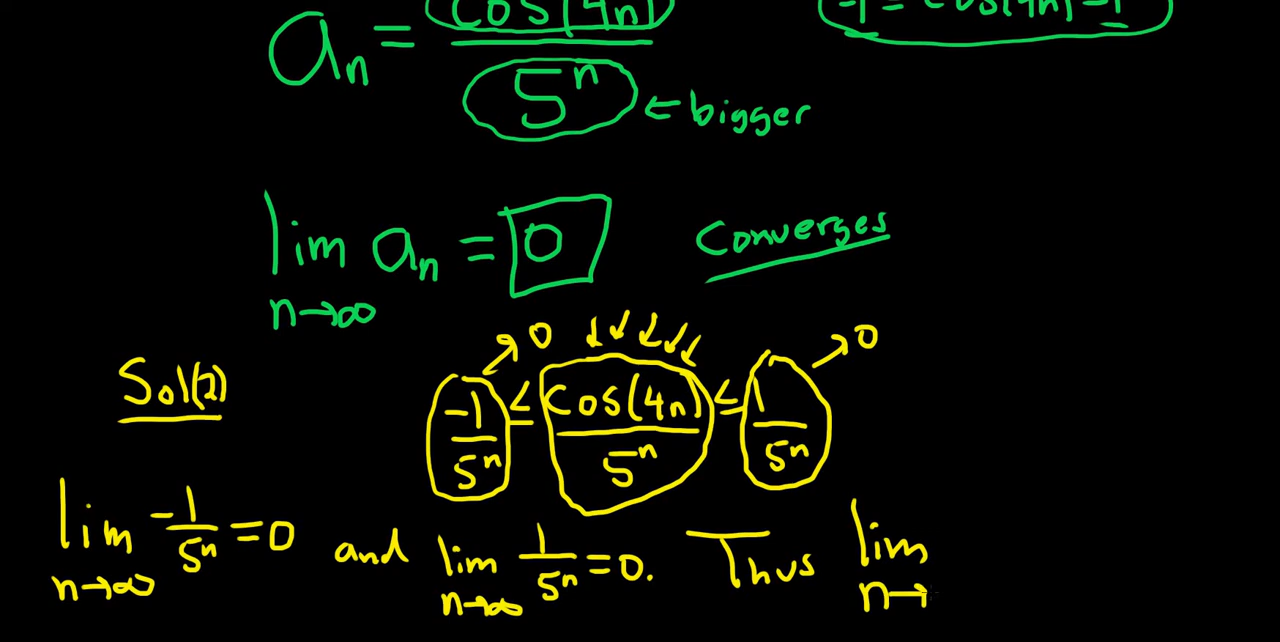 aₙ = cos(4n) / 5ⁿ ← bigger
-1 ≤ cos(4n) ≤ 1
lim n→∞ aₙ = 0 Converges
Sol(2) -1/5ⁿ ≤ cos(4n)/5ⁿ ≤ 1/5ⁿ
→0 →0
lim n→∞ -1/5ⁿ = 0 and lim n→∞ 1/5ⁿ = 0. Thus lim n→